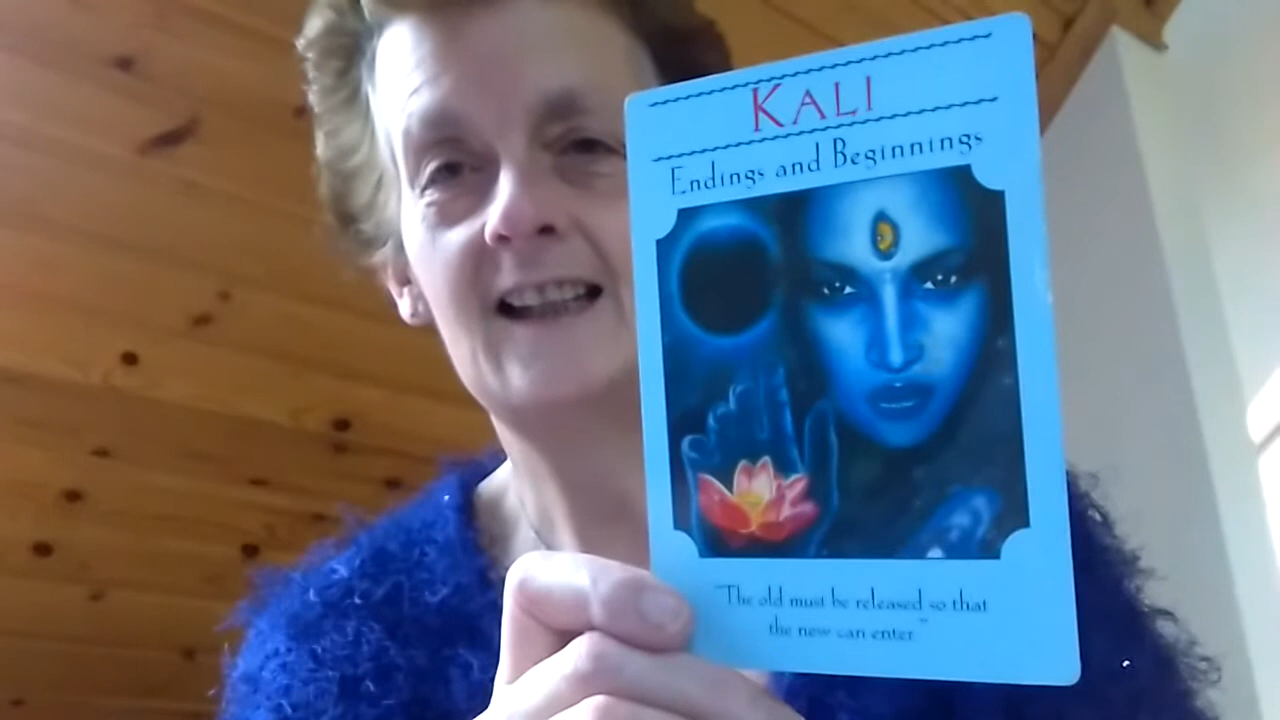 KALI
Endings and Beginnings
"The old must be released so that
the new can enter."